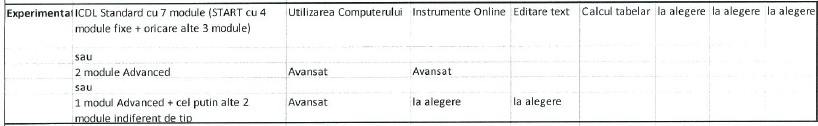 Experimentat ICDL Standard cu 7 module (START cu 4 Utilizarea Computerului Instrumente Online Editare text Calcul tabelar la alegere la alegere la alegere
module fixe + oricare alte 3 module)
sau
2 module Advanced Avansat Avansat
sau
1 modul Advanced + cel putin alte 2 Avansat la alegere la alegere
module indiferent de tip